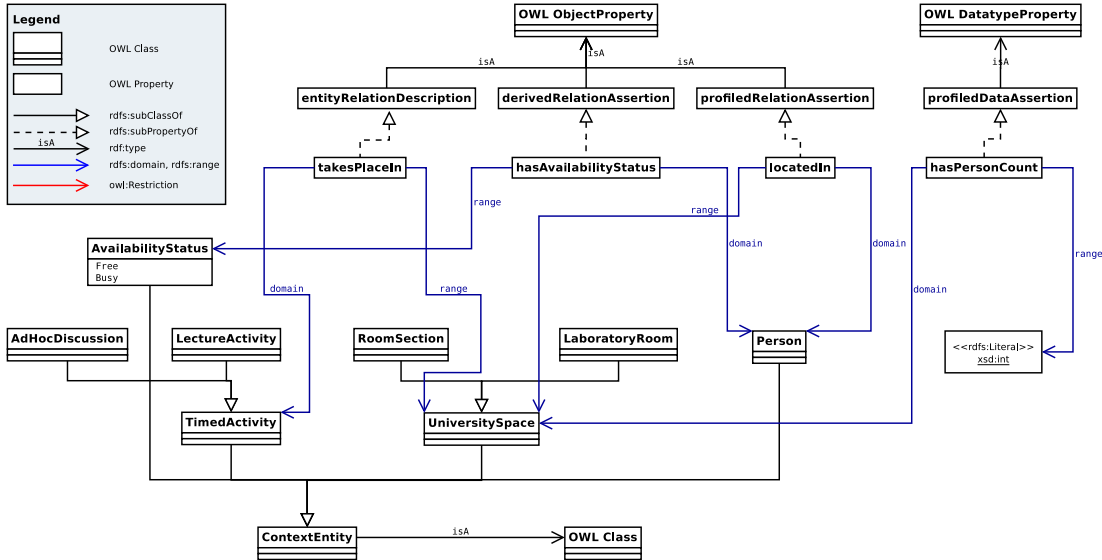 Legend
OWL Class
OWL Property
rdfs:subClassOf
rdfs:subPropertyOf
isA
rdf:type
rdfs:domain, rdfs:range
owl:Restriction
OWL ObjectProperty
OWL DatatypeProperty
isA
isA
isA
isA
entityRelationDescription
derivedRelationAssertion
profiledRelationAssertion
profiledDataAssertion
takesPlaceIn
hasAvailabilityStatus
locatedIn
hasPersonCount
range
range
domain
domain
range
domain
domain
range
AvailabilityStatus
Free
Busy
AdHocDiscussion
LectureActivity
RoomSection
LaboratoryRoom
Person
<<rdfs:Literal>>
xsd:int
TimedActivity
UniversitySpace
ContextEntity
isA
OWL Class